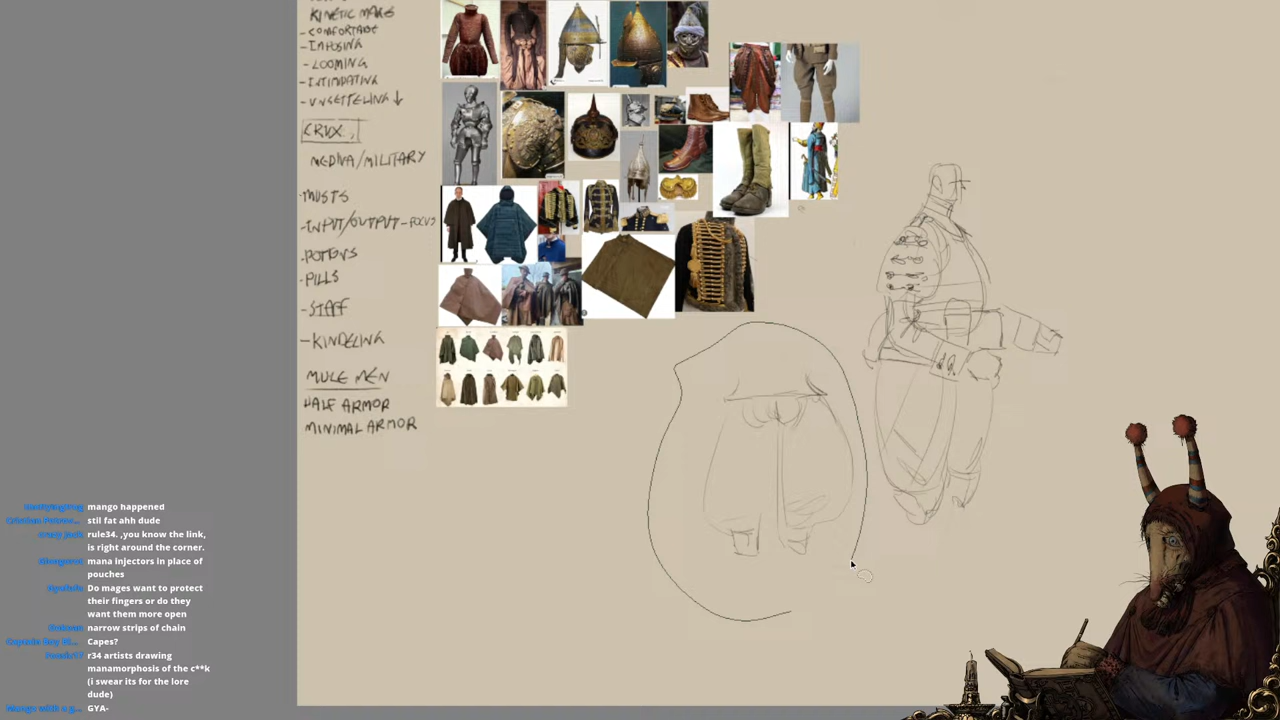 KINETIC MAGE
- COMFORTABLE
- IMPOSING
- LOOMING
- INTIMIDATING
- UNSETTELING ↓
CRUX,
MEDIVA/MILITARY
- MUSTS
- INPUT/OUTPUT - FOCUS
- POTIONS
- PILLS
- STAFF
- KINDELING
MULE MEN
HALF ARMOR
MINIMAL ARMOR
mango happened
stil fat ahh dude
rule34. ,you know the link,
is right around the corner.
mana injectors in place of
pouches
Do mages want to protect
their fingers or do they
want them more open
narrow strips of chain
Capes?
r34 artists drawing
manamorphosis of the c**k
(i swear its for the lore
dude)
GYA-